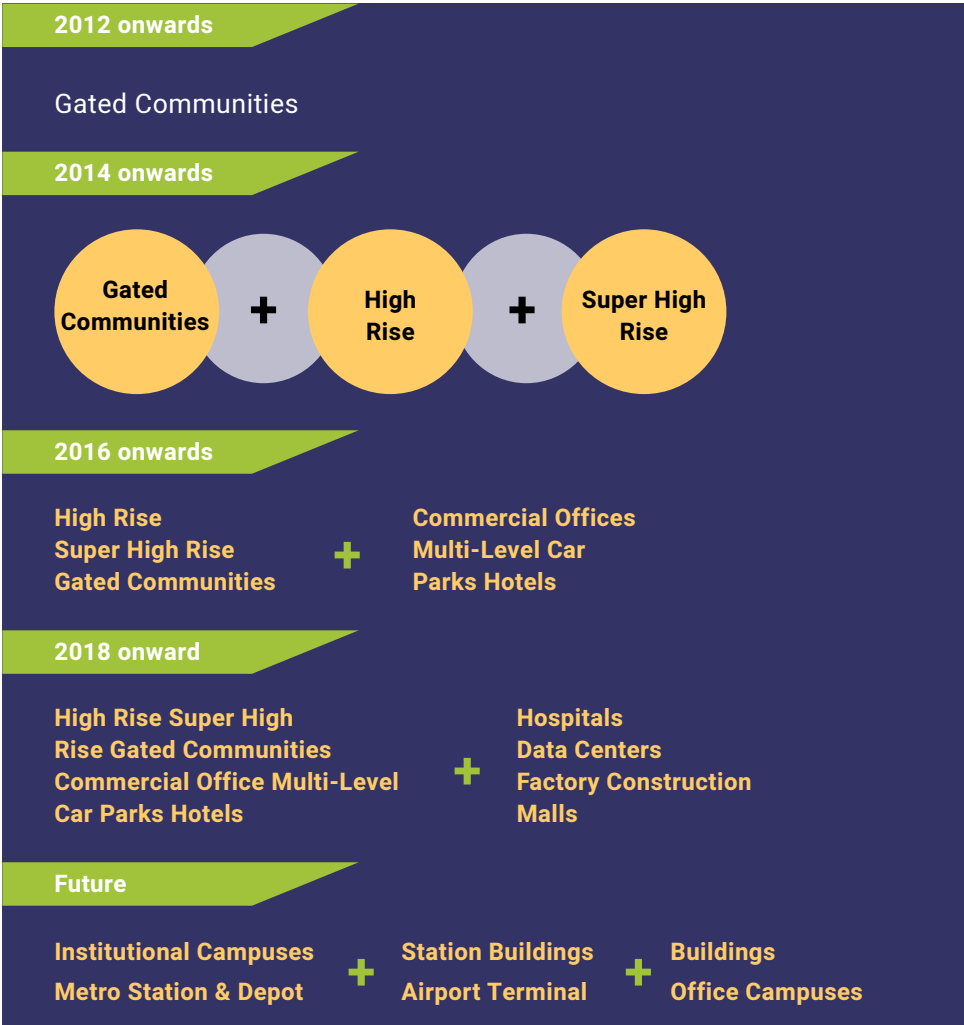 2012 onwards
Gated Communities
2014 onwards
Gated
Communities
+
High
Rise
+
Super High
Rise
2016 onwards
High Rise
Super High Rise
Gated Communities
+
Commercial Offices
Multi-Level Car
Parks Hotels
2018 onward
High Rise Super High
Rise Gated Communities
Commercial Office Multi-Level
Car Parks Hotels
+
Hospitals
Data Centers
Factory Construction
Malls
Future
Institutional Campuses
Metro Station & Depot
+
Station Buildings
Airport Terminal
+
Buildings
Office Campuses